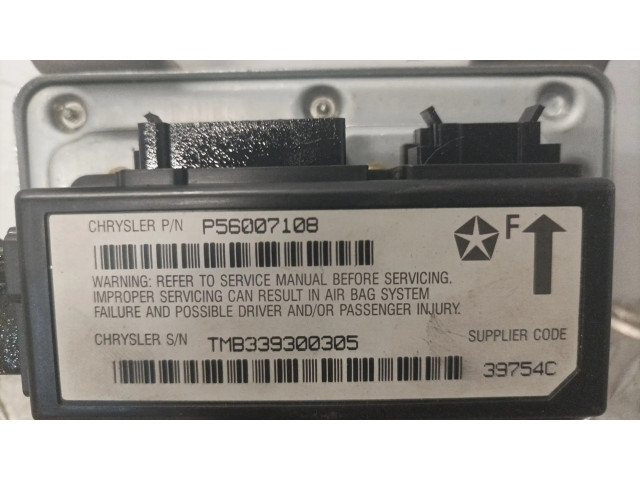 CHRYSLER P/N P56007108
F
WARNING: REFER TO SERVICE MANUAL BEFORE SERVICING.
IMPROPER SERVICING CAN RESULT IN AIR BAG SYSTEM
FAILURE AND POSSIBLE DRIVER AND/OR PASSENGER INJURY.
CHRYSLER S/N TMB339300305
SUPPLIER CODE
39754C